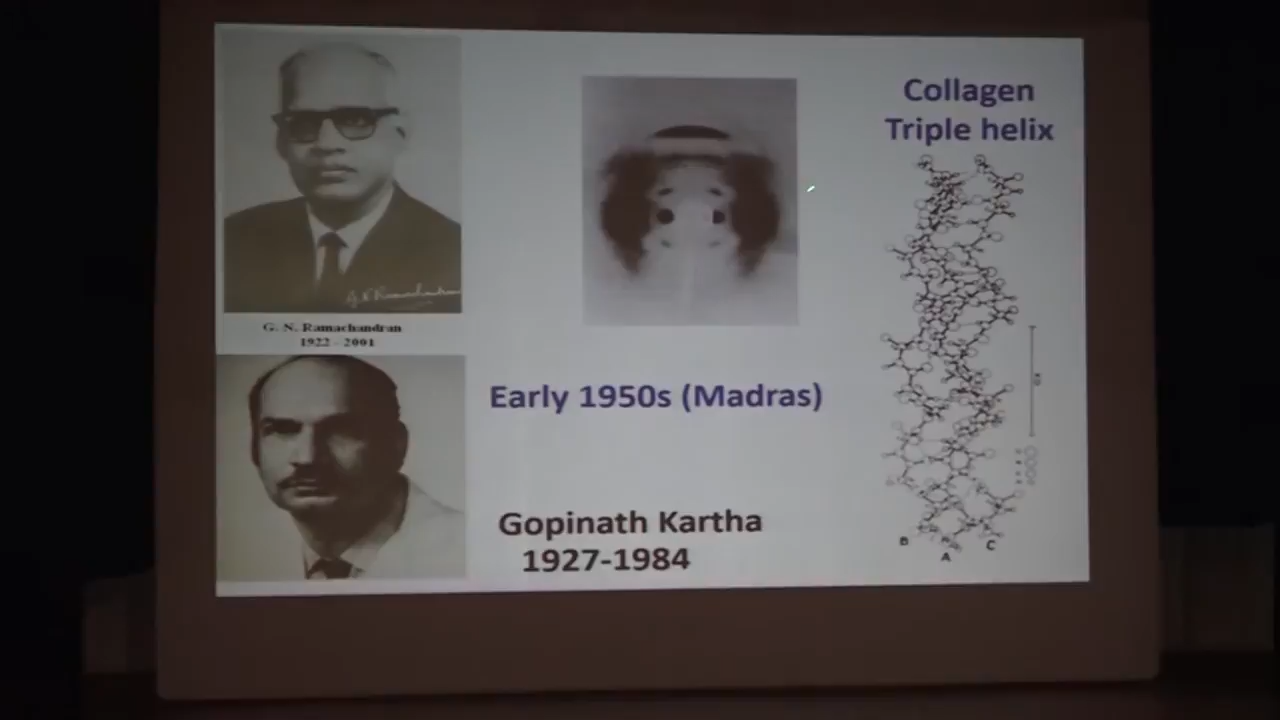 Collagen
Triple helix
G. N. Ramachandran
1922 - 2001
Early 1950s (Madras)
Gopinath Kartha
1927-1984
B
A
C